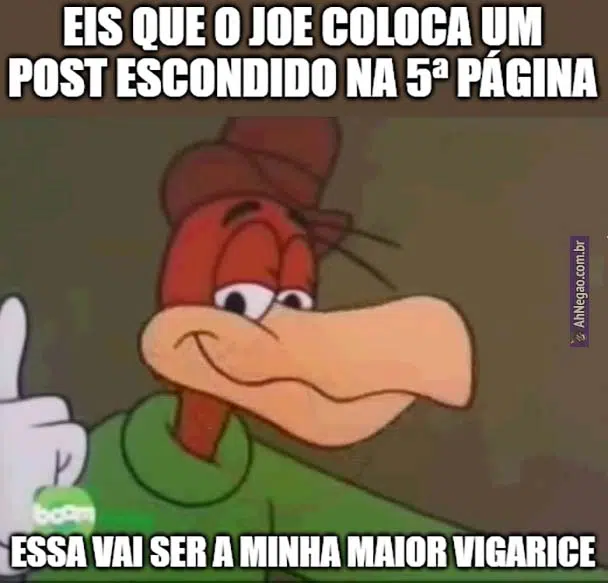 EIS QUE O JOE COLOCA UM
POST ESCONDIDO NA 5ª PÁGINA
AhNegao.com.br
boom
ESSA VAI SER A MINHA MAIOR VIGARICE